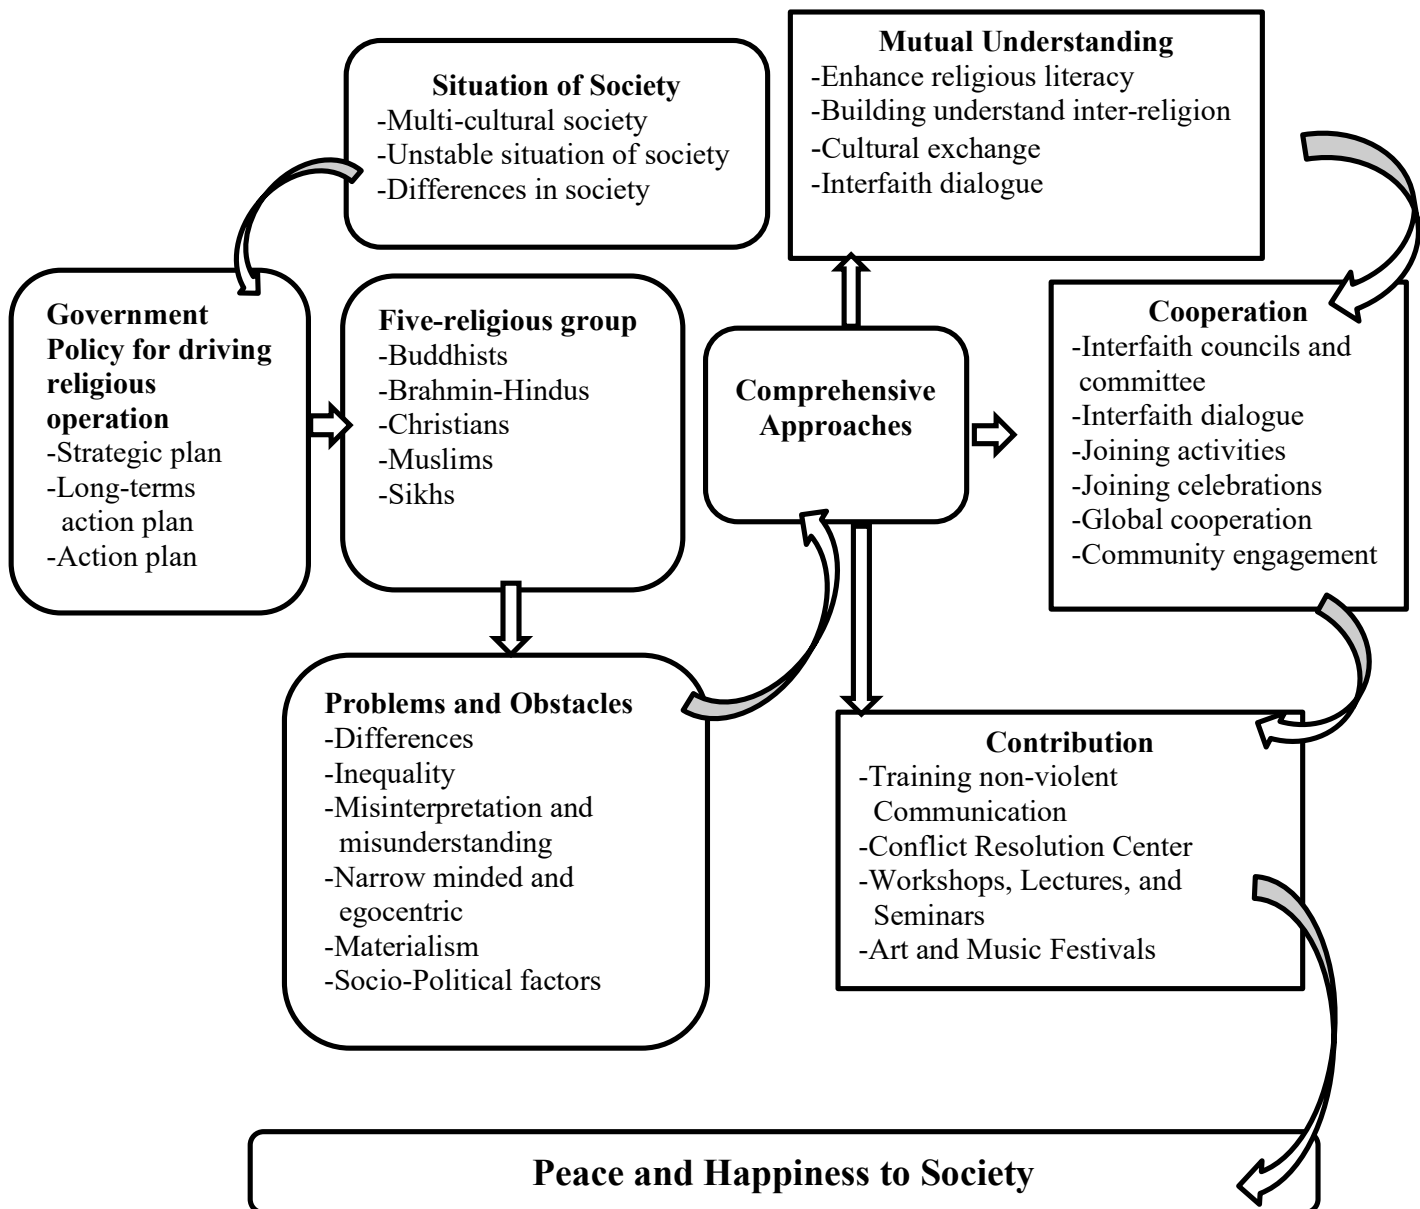 Situation of Society
-Multi-cultural society
-Unstable situation of society
-Differences in society
Mutual Understanding
-Enhance religious literacy
-Building understand inter-religion
-Cultural exchange
-Interfaith dialogue
Government
Policy for driving
religious
operation
-Strategic plan
-Long-terms
action plan
-Action plan
Five-religious group
-Buddhists
-Brahmin-Hindus
-Christians
-Muslims
-Sikhs
Comprehensive
Approaches
Cooperation
-Interfaith councils and
committee
-Interfaith dialogue
-Joining activities
-Joining celebrations
-Global cooperation
-Community engagement
Problems and Obstacles
-Differences
-Inequality
-Misinterpretation and
misunderstanding
-Narrow minded and
egocentric
-Materialism
-Socio-Political factors
Contribution
-Training non-violent
Communication
-Conflict Resolution Center
-Workshops, Lectures, and
Seminars
-Art and Music Festivals
Peace and Happiness to Society